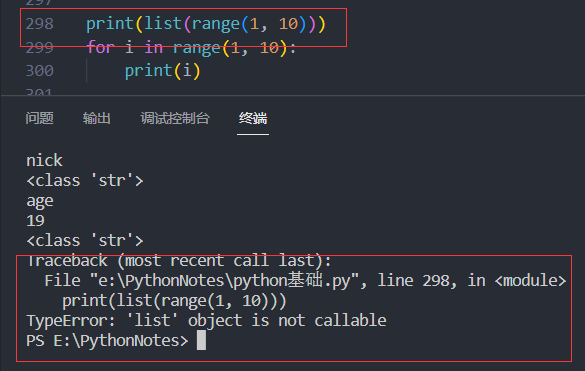 297
298 print(list(range(1, 10)))
299 for i in range(1, 10):
300 print(i)
301
问题 输出 调试控制台 终端
nick
<class 'str'>
age
19
<class 'str'>
Traceback (most recent call last):
File "e:\PythonNotes\python基础.py", line 298, in <module>
print(list(range(1, 10)))
TypeError: 'list' object is not callable
PS E:\PythonNotes>